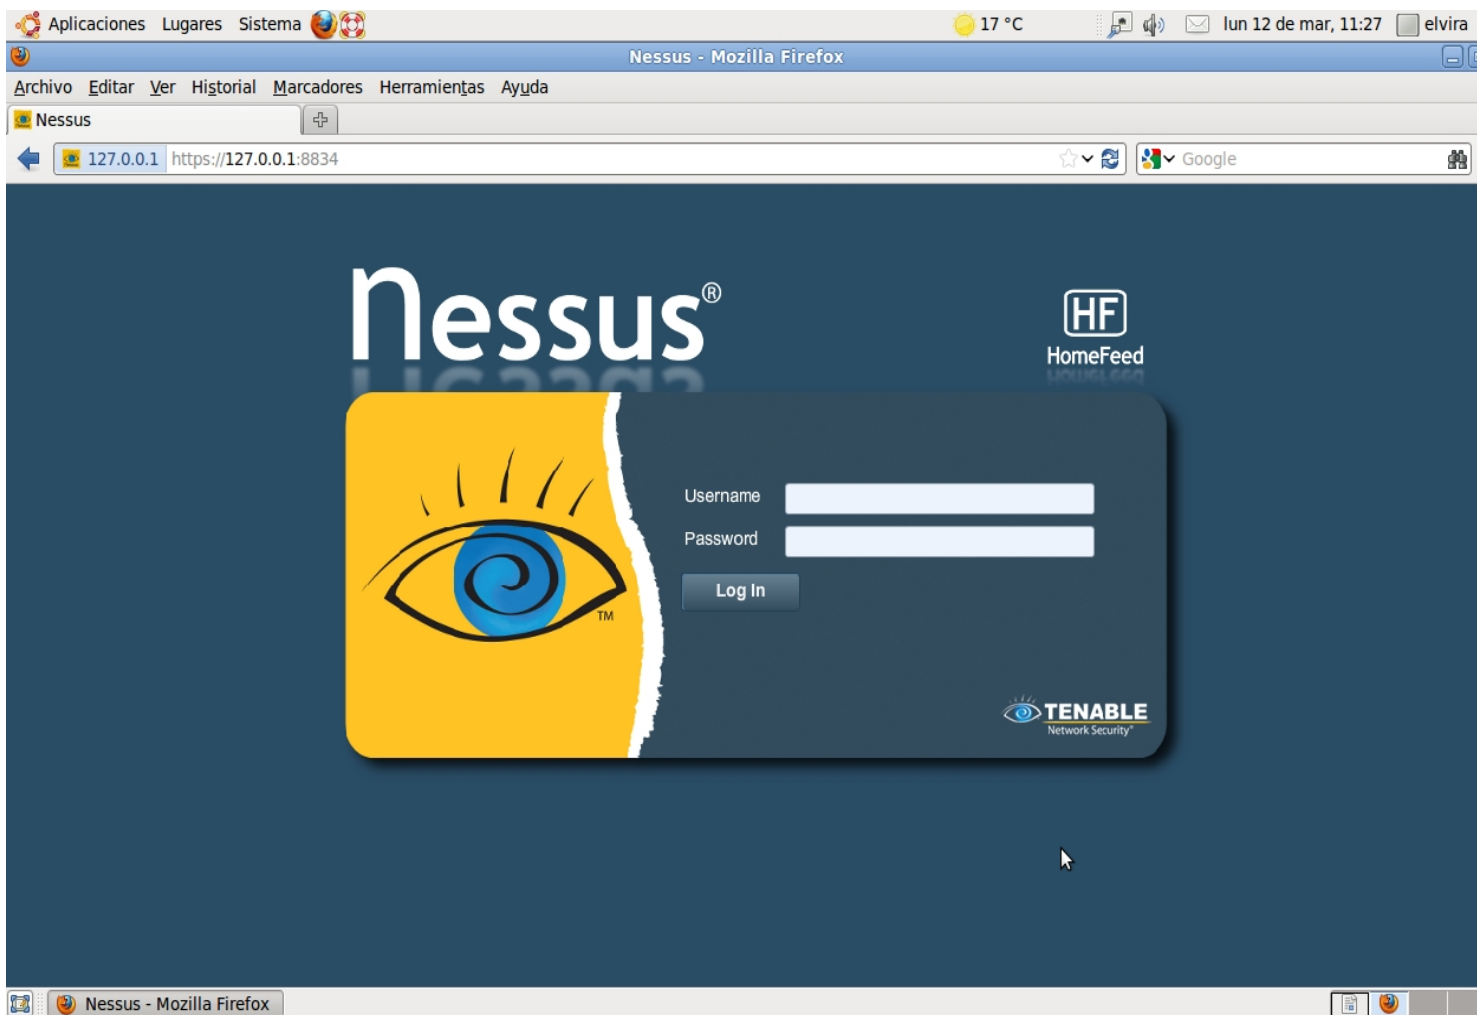 Aplicaciones Lugares Sistema 17 °C lun 12 de mar, 11:27 elvira
Nessus - Mozilla Firefox
Archivo Editar Ver Historial Marcadores Herramientas Ayuda
Nessus
127.0.0.1 https://127.0.0.1:8834 Google
nessus®
HF
HomeFeed
Username
Password
Log In
TM
TENABLE
Network Security®
Nessus - Mozilla Firefox